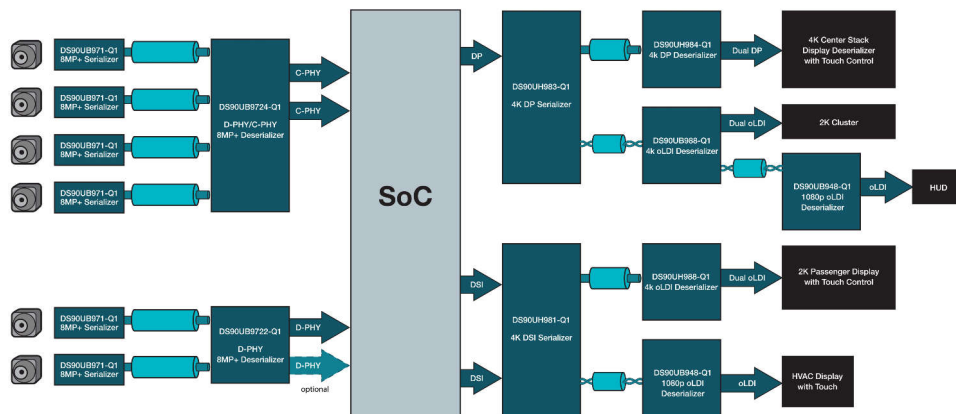 DS90UB971-Q1
8MP+ Serializer
DS90UB971-Q1
8MP+ Serializer
DS90UB971-Q1
8MP+ Serializer
DS90UB971-Q1
8MP+ Serializer
DS90UB9724-Q1
D-PHY/C-PHY
8MP+ Deserializer
C-PHY
C-PHY
DS90UB971-Q1
8MP+ Serializer
DS90UB971-Q1
8MP+ Serializer
DS90UB9722-Q1
D-PHY
8MP+ Deserializer
D-PHY
D-PHY
optional
SoC
DP
DS90UH983-Q1
4K DP Serializer
DS90UH984-Q1
4k DP Deserializer
Dual DP
4K Center Stack
Display Deserializer
with Touch Control
DS90UB988-Q1
4k oLDI Deserializer
Dual oLDI
2K Cluster
DS90UB948-Q1
1080p oLDI
Deserializer
oLDI
HUD
DSI
DSI
DS90UH981-Q1
4K DSI Serializer
DS90UH988-Q1
4k oLDI Deserializer
Dual oLDI
2K Passenger Display
with Touch Control
DS90UB948-Q1
1080p oLDI
Deserializer
oLDI
HVAC Display
with Touch